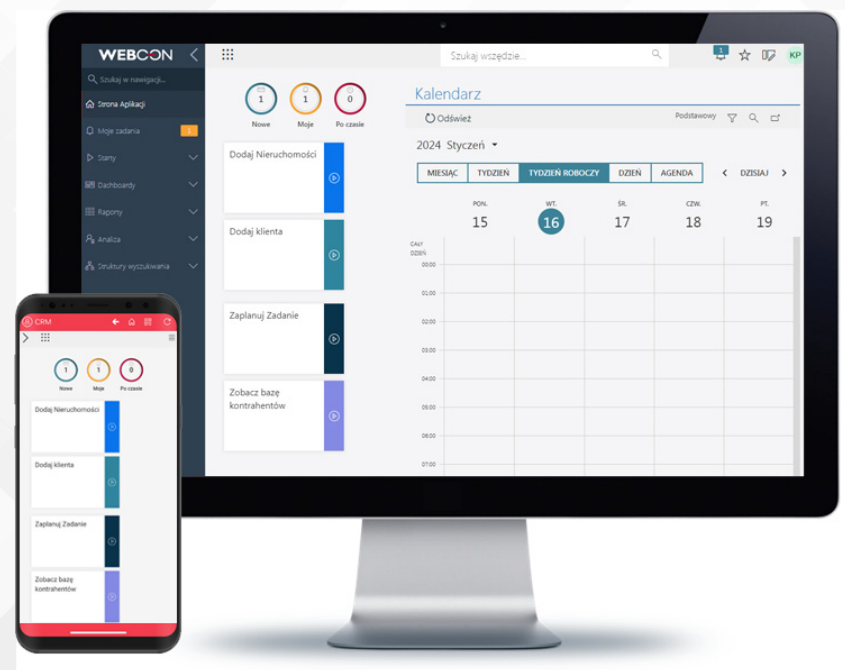 WEBCON
Szukaj wszędzie...
1
KP
Szukaj w nawigacji...
Strona Aplikacji
Moje zadania
1
Starty
Dashboardy
Raporty
Analiza
Struktury wyszukiwania
1
1
0
Nowe
Moje
Po czasie
Dodaj Nieruchomości
Dodaj klienta
Zaplanuj Zadanie
Zobacz bazę
kontrahentów
Kalendarz
Odśwież
Podstawowy
2024 Styczeń
MIESIĄC
TYDZIEŃ
TYDZIEŃ ROBOCZY
DZIEŃ
AGENDA
DZISIAJ
PON.
WT.
ŚR.
CZW.
PT.
15
16
17
18
19
CAŁY
DZIEŃ
00:00
01:00
02:00
03:00
04:00
05:00
06:00
07:00
CRM
1
1
0
Nowe
Moje
Po czasie
Dodaj Nieruchomości
Dodaj klienta
Zaplanuj Zadanie
Zobacz bazę
kontrahentów